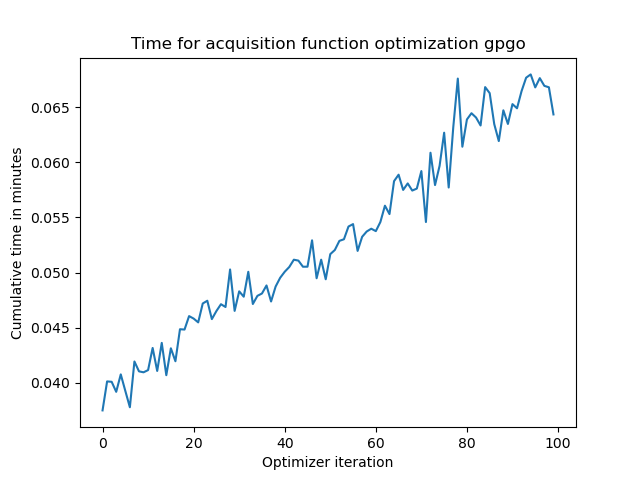 Time for acquisition function optimization gpgo
Cumulative time in minutes
0.065
0.060
0.055
0.050
0.045
0.040
0 20 40 60 80 100
Optimizer iteration